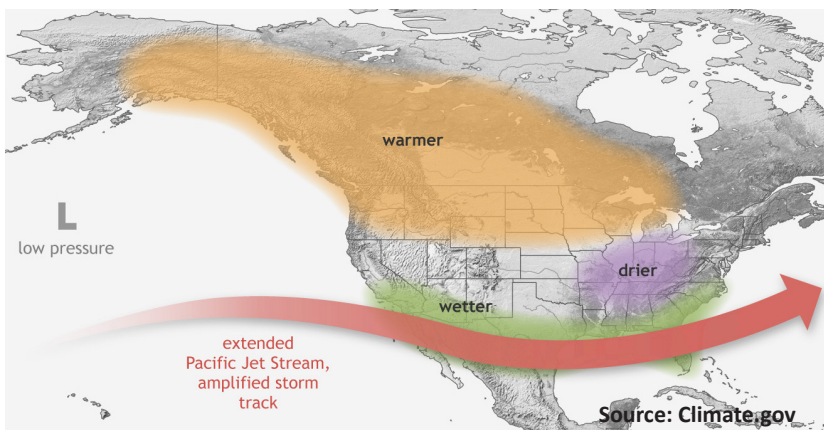 warmer
L
low pressure
drier
wetter
extended
Pacific Jet Stream,
amplified storm
track
Source: Climate.gov